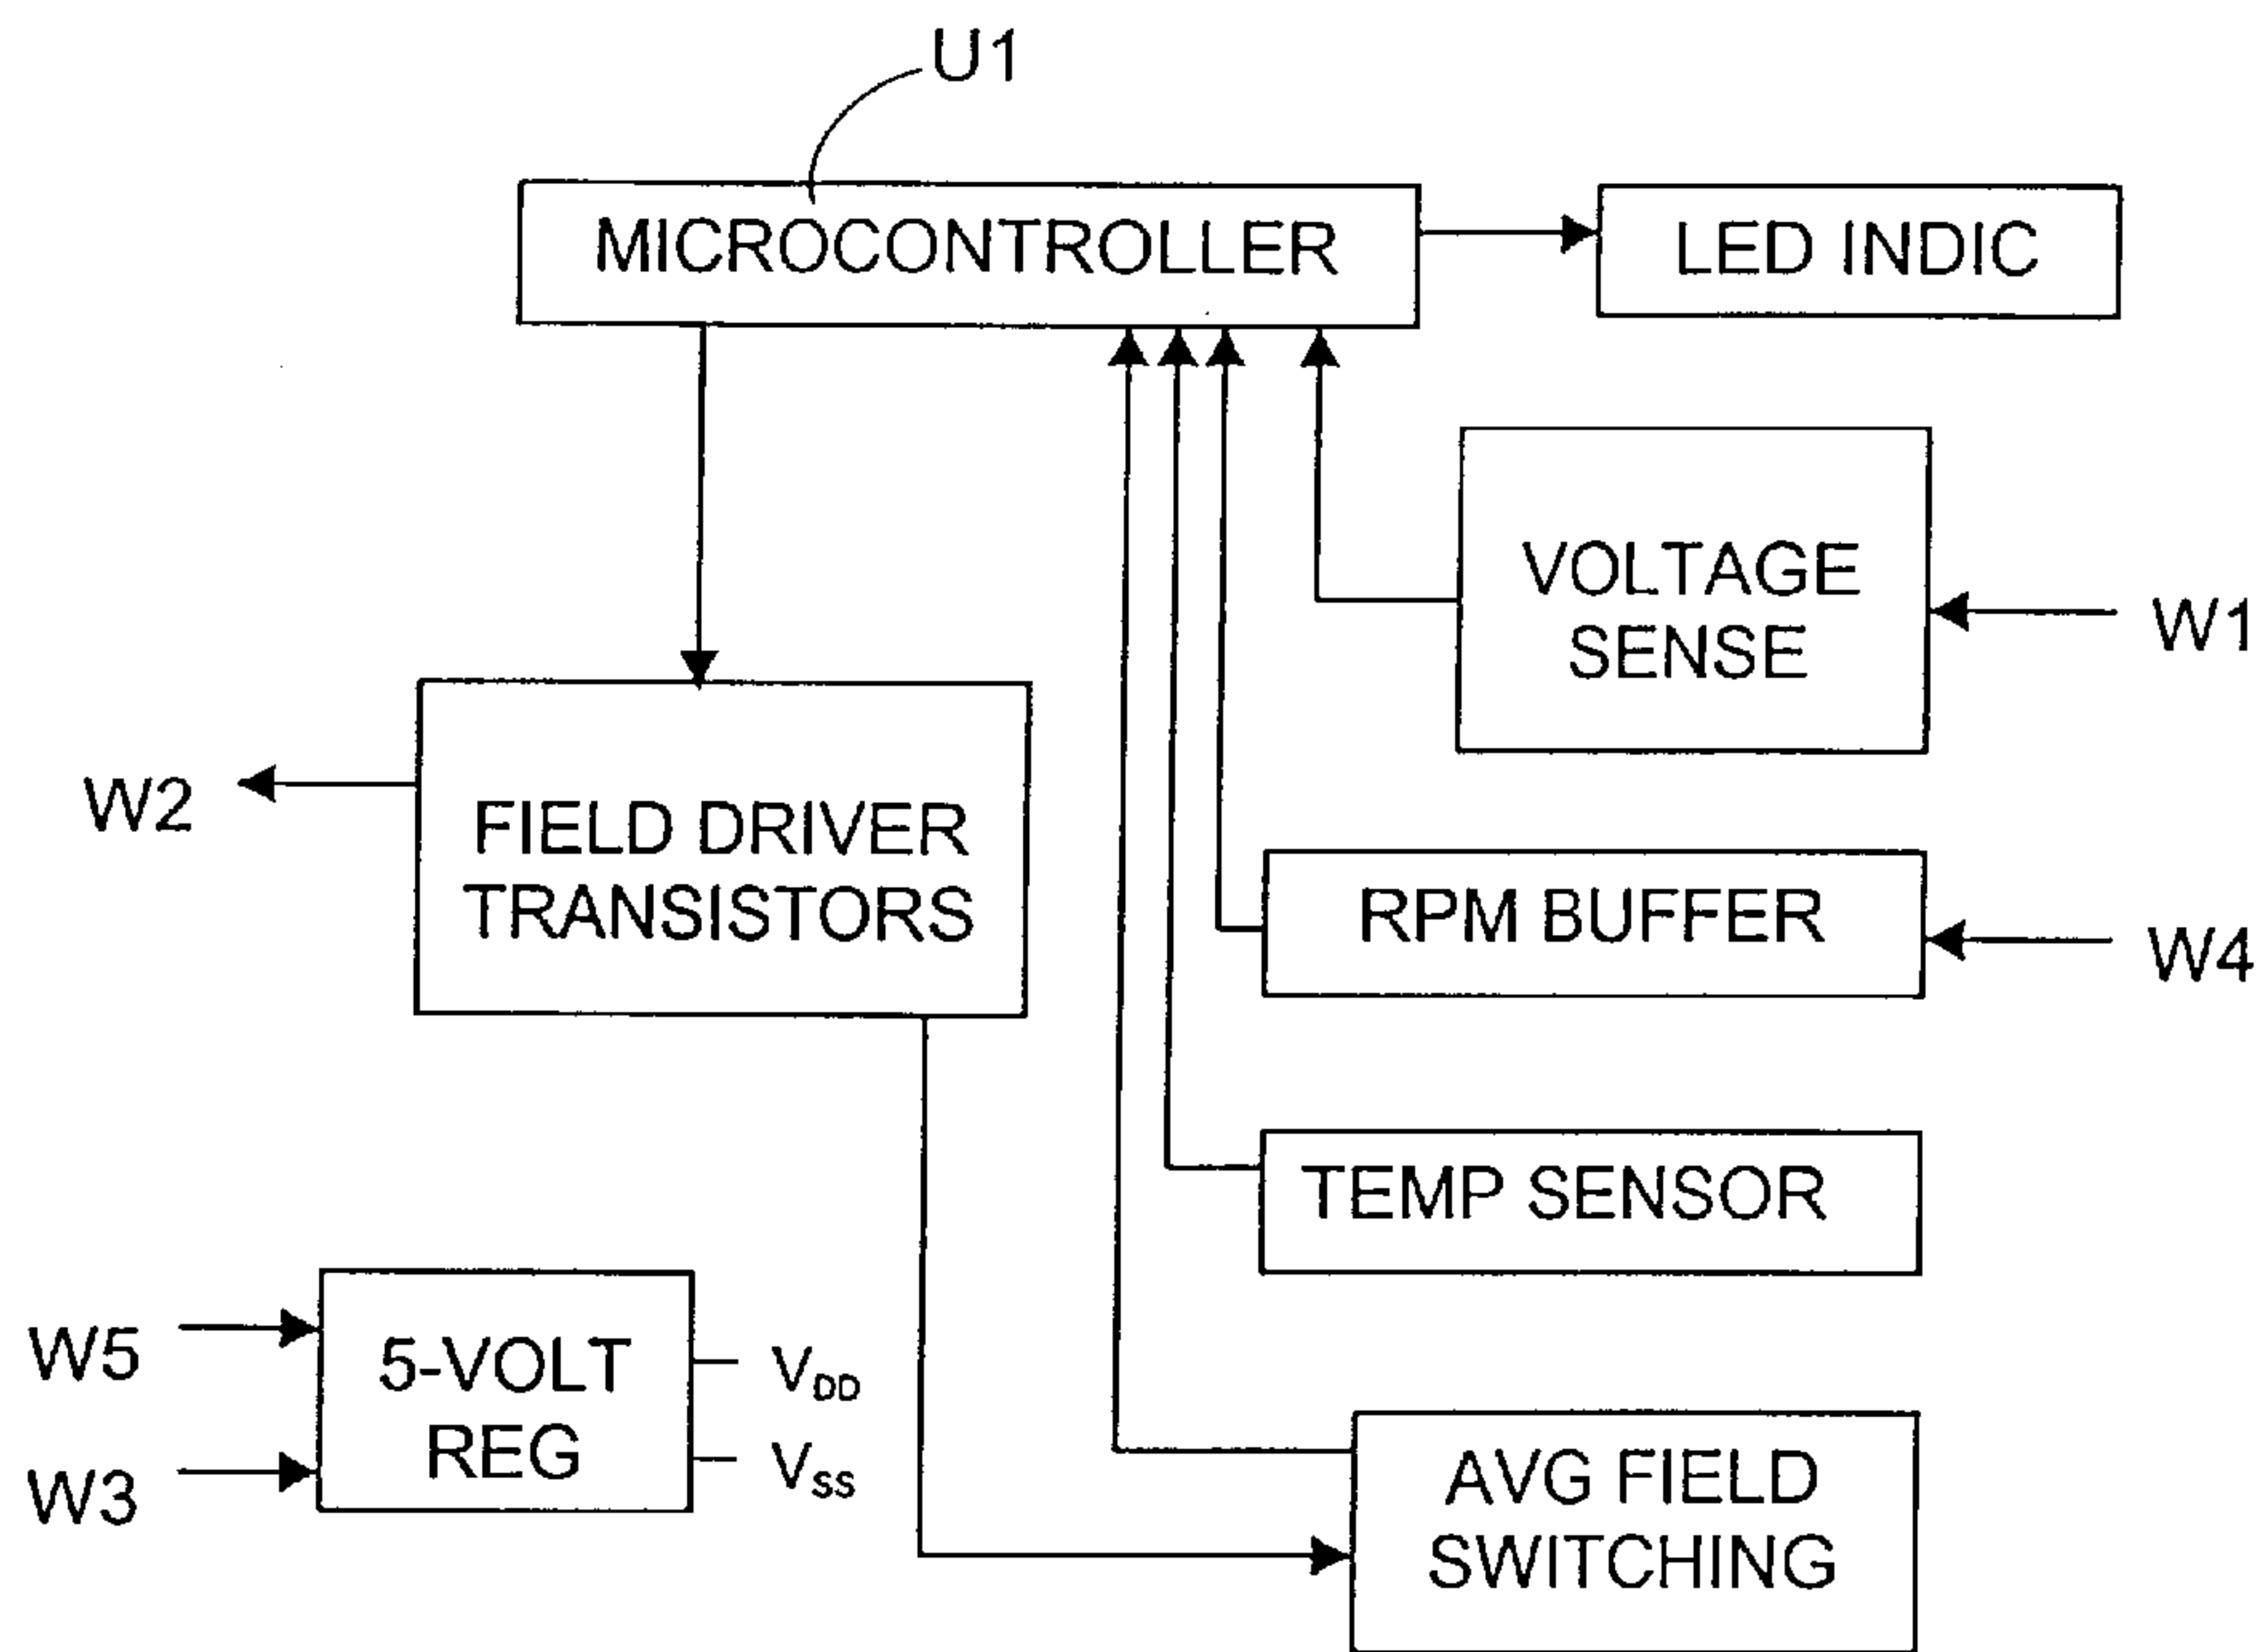 U1
MICROCONTROLLER
LED INDIC
VOLTAGE
SENSE
W1
W2
FIELD DRIVER
TRANSISTORS
RPM BUFFER
W4
TEMP SENSOR
W5
5-VOLT
REG
W3
VDD
VSS
AVG FIELD
SWITCHING